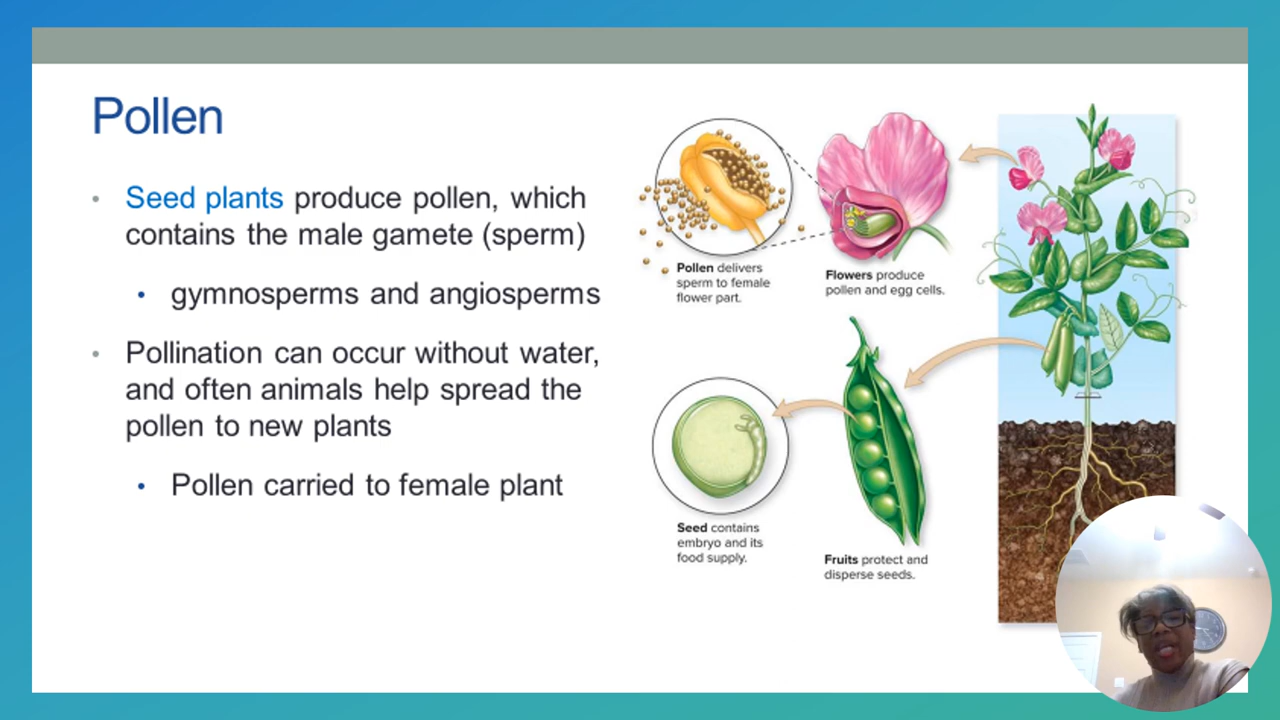 Pollen
• Seed plants produce pollen, which
contains the male gamete (sperm)
• gymnosperms and angiosperms
• Pollination can occur without water,
and often animals help spread the
pollen to new plants
• Pollen carried to female plant
Pollen delivers
sperm to female
flower part.
Flowers produce
pollen and egg cells.
Seed contains
embryo and its
food supply.
Fruits protect and
disperse seeds.